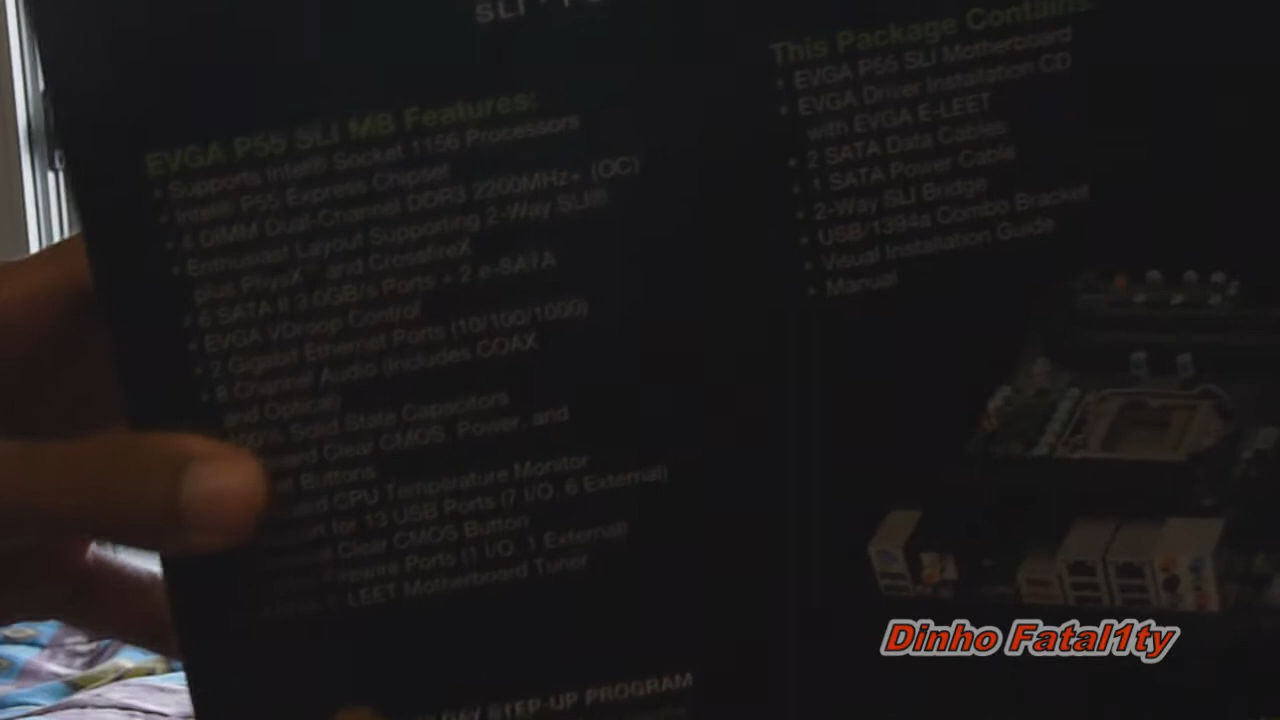 SLI
EVGA P55 SLI MB Features:
• Supports Intel® Socket 1156 Processors
• Intel® P55 Express Chipset
• 4 DIMM Dual-Channel DDR3 2200MHz+ (OC)
• Enthusiast Layout Supporting 2-Way SLI®
plus PhysX and CrossfireX
• 6 SATA II 3.0GB/s Ports + 2 e-SATA
• EVGA VDroop Control
• 2 Gigabit Ethernet Ports (10/100/1000)
• 8 Channel Audio (Includes COAX
and Optical)
100% Solid State Capacitors
Clear CMOS, Power, and
Buttons
CPU Temperature Monitor
for 13 USB Ports (7 I/O, 6 External)
Clear CMOS Button
Firewire Ports (1 I/O, 1 External)
LEET Motherboard Tuner
STEP-UP PROGRAM
This Package Contains:
• EVGA P55 SLI Motherboard
• EVGA Driver Installation CD
with EVGA E-LEET
• 2 SATA Data Cables
• 1 SATA Power Cable
• 2-Way SLI Bridge
• USB/1394a Combo Bracket
• Visual Installation Guide
• Manual
Dinho Fatal1ty